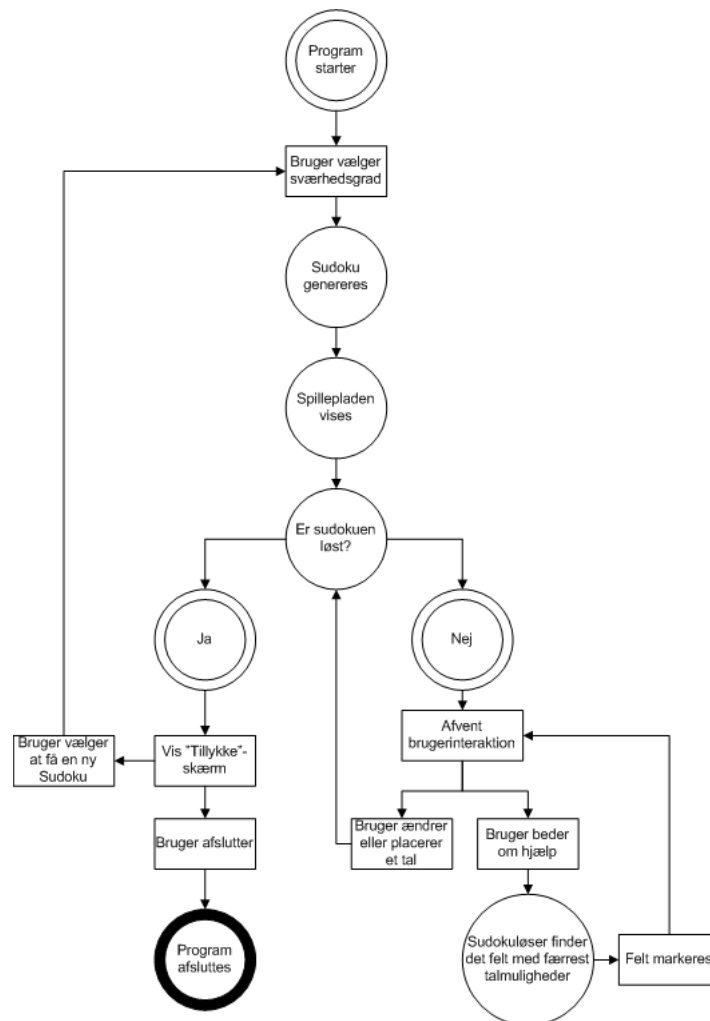 Program
starter
Bruger vælger
sværhedsgrad
Sudoku
genereres
Spillepladen
vises
Er sudokuen
løst?
Ja
Nej
Afvent
brugerinteraktion
Bruger vælger
at få en ny
Sudoku
Vis "Tillykke"-
skærm
Bruger afslutter
Bruger ændrer
eller placerer
et tal
Bruger beder
om hjælp
Program
afsluttes
Sudokuløser finder
det felt med færrest
talmuligheder
Felt markeres